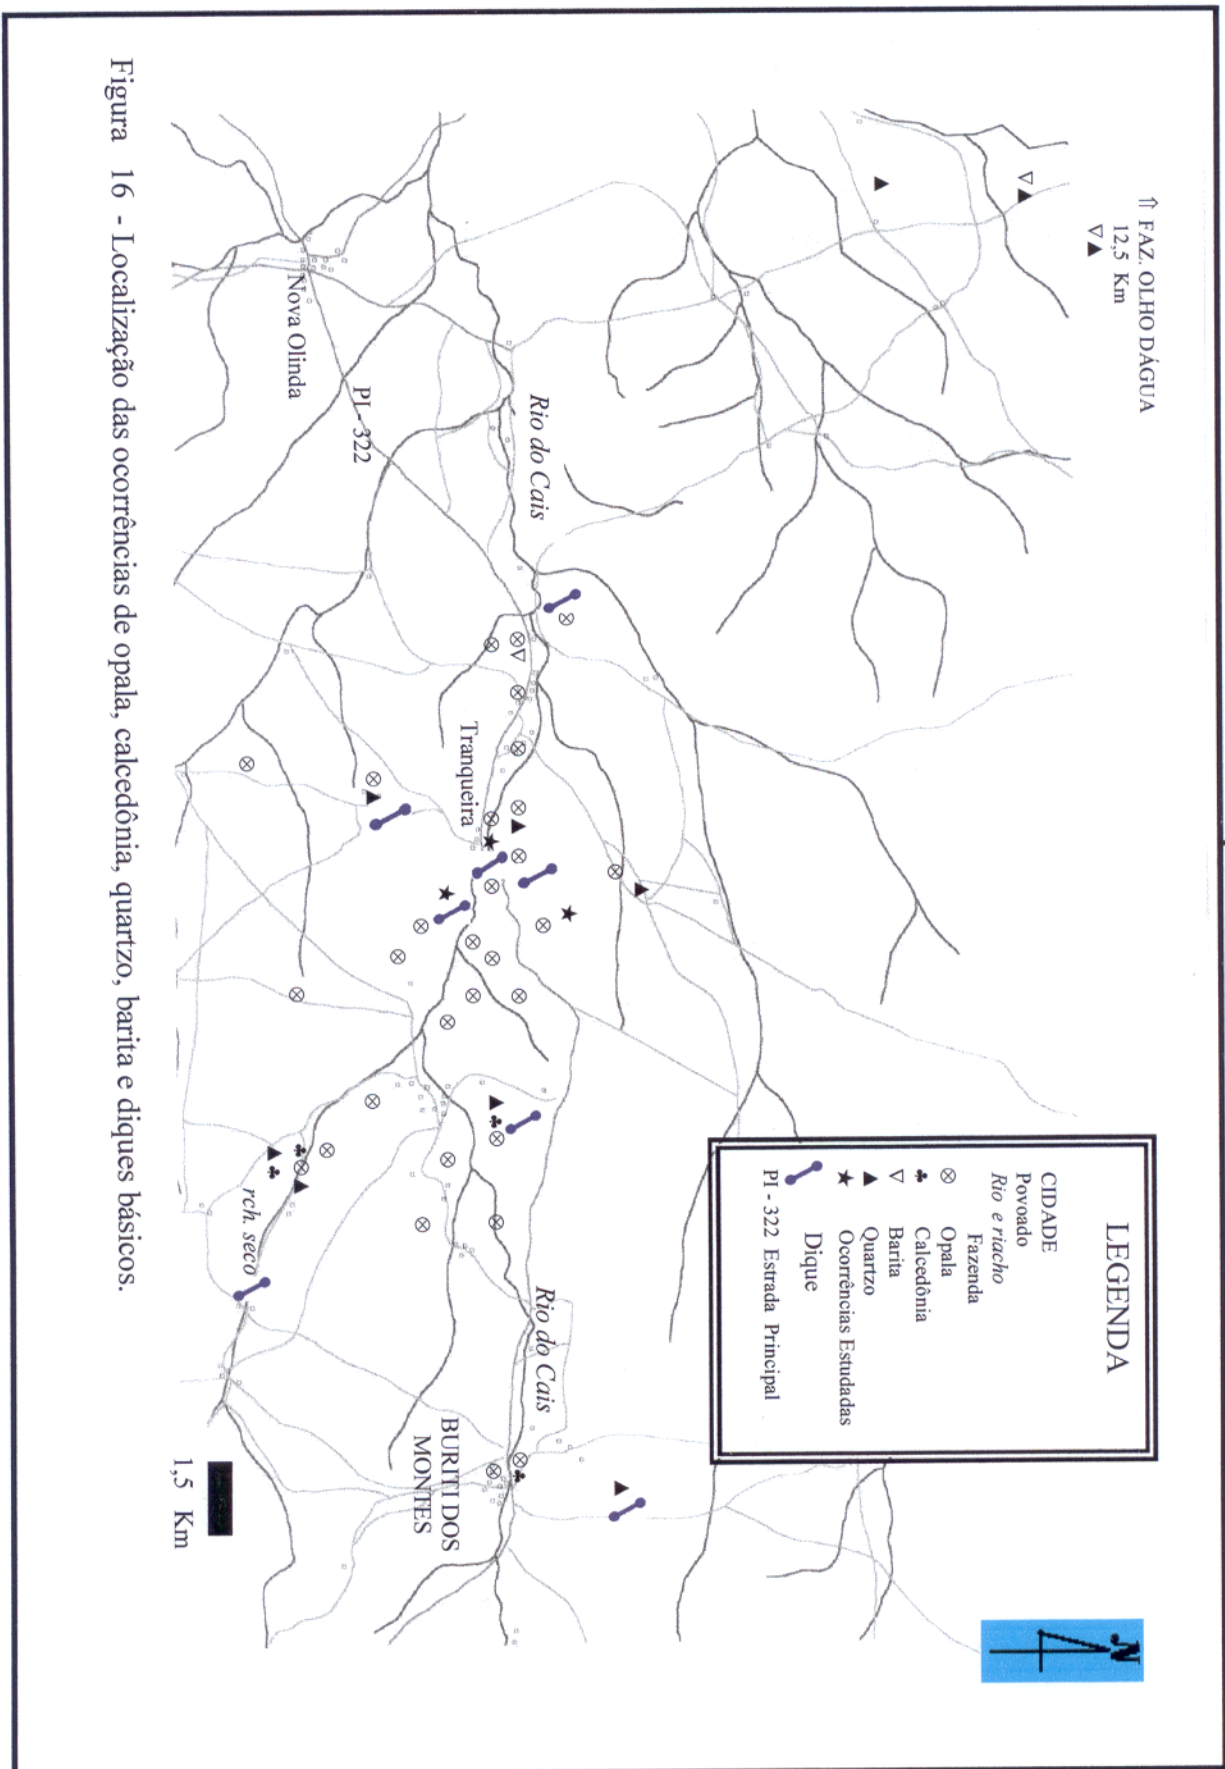 ⇑ FAZ. OLHO DÁGUA
12,5 Km
N
LEGENDA
CIDADE
Povoado
Rio e riacho
Fazenda
Opala
Calcedônia
Barita
Quartzo
Ocorrências Estudadas
Dique
PI - 322 Estrada Principal
Rio do Cais
Rio do Cais
Tranqueira
BURITI DOS
MONTES
PI - 322
Nova Olinda
rch. seco
1,5 Km
Figura 16 - Localização das ocorrências de opala, calcedônia, quartzo, barita e diques básicos.